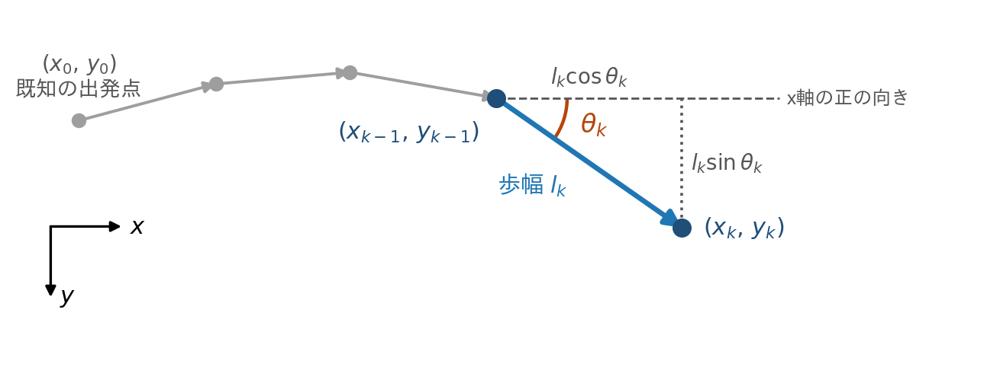 (x₀, y₀)
既知の出発点
lₖcos θₖ
x軸の正の向き
θₖ
(xₖ₋₁, yₖ₋₁)
lₖsin θₖ
歩幅 lₖ
x
(xₖ, yₖ)
y